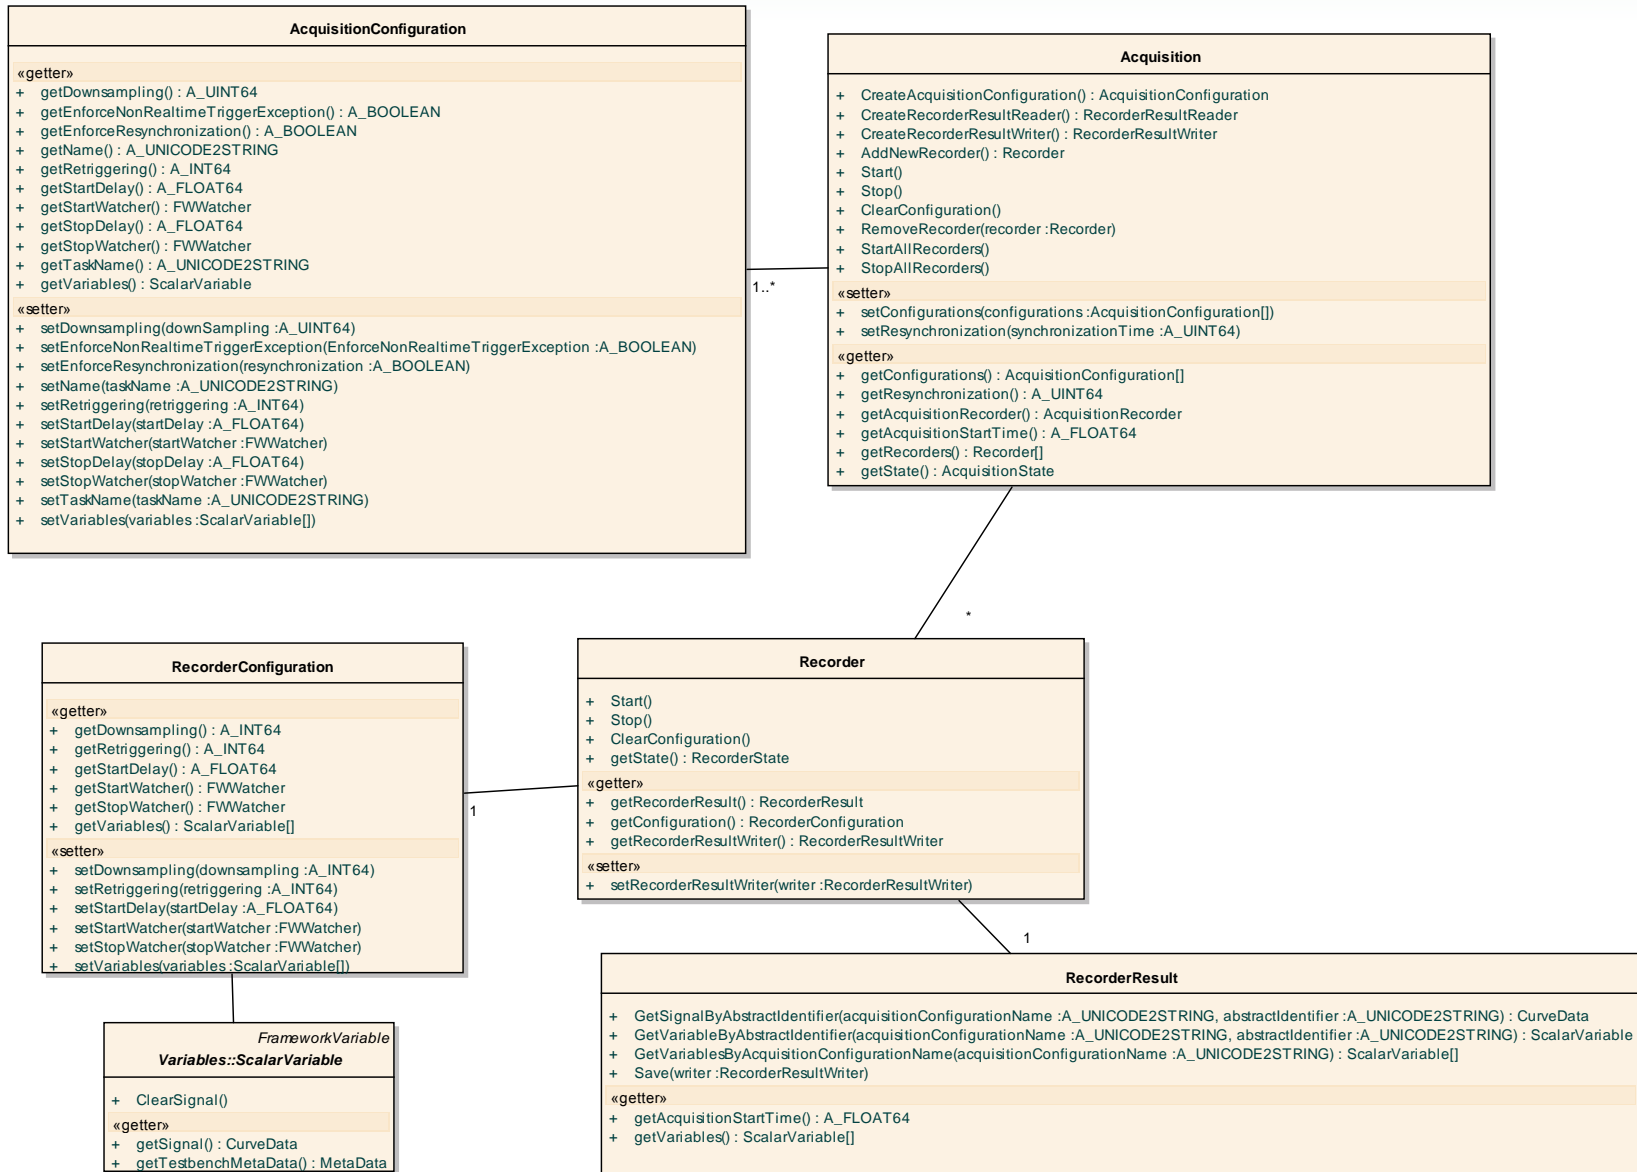 AcquisitionConfiguration
«getter»
+ getDownsampling() : A_UINT64
+ getEnforceNonRealtimeTriggerException() : A_BOOLEAN
+ getEnforceResynchronization() : A_BOOLEAN
+ getName() : A_UNICODE2STRING
+ getRetriggering() : A_INT64
+ getStartDelay() : A_FLOAT64
+ getStartWatcher() : FWWatcher
+ getStopDelay() : A_FLOAT64
+ getStopWatcher() : FWWatcher
+ getTaskName() : A_UNICODE2STRING
+ getVariables() : ScalarVariable
«setter»
+ setDownsampling(downSampling :A_UINT64)
+ setEnforceNonRealtimeTriggerException(EnforceNonRealtimeTriggerException :A_BOOLEAN)
+ setEnforceResynchronization(resynchronization :A_BOOLEAN)
+ setName(taskName :A_UNICODE2STRING)
+ setRetriggering(retriggering :A_INT64)
+ setStartDelay(startDelay :A_FLOAT64)
+ setStartWatcher(startWatcher :FWWatcher)
+ setStopDelay(stopDelay :A_FLOAT64)
+ setStopWatcher(stopWatcher :FWWatcher)
+ setTaskName(taskName :A_UNICODE2STRING)
+ setVariables(variables :ScalarVariable[])
1..*
Acquisition
+ CreateAcquisitionConfiguration() : AcquisitionConfiguration
+ CreateRecorderResultReader() : RecorderResultReader
+ CreateRecorderResultWriter() : RecorderResultWriter
+ AddNewRecorder() : Recorder
+ Start()
+ Stop()
+ ClearConfiguration()
+ RemoveRecorder(recorder :Recorder)
+ StartAllRecorders()
+ StopAllRecorders()
«setter»
+ setConfigurations(configurations :AcquisitionConfiguration[])
+ setResynchronization(synchronizationTime :A_UINT64)
«getter»
+ getConfigurations() : AcquisitionConfiguration[]
+ getResynchronization() : A_UINT64
+ getAcquisitionRecorder() : AcquisitionRecorder
+ getAcquisitionStartTime() : A_FLOAT64
+ getRecorders() : Recorder[]
+ getState() : AcquisitionState
*
RecorderConfiguration
«getter»
+ getDownsampling() : A_INT64
+ getRetriggering() : A_INT64
+ getStartDelay() : A_FLOAT64
+ getStartWatcher() : FWWatcher
+ getStopWatcher() : FWWatcher
+ getVariables() : ScalarVariable[]
«setter»
+ setDownsampling(downsampling :A_INT64)
+ setRetriggering(retriggering :A_INT64)
+ setStartDelay(startDelay :A_FLOAT64)
+ setStartWatcher(startWatcher :FWWatcher)
+ setStopWatcher(stopWatcher :FWWatcher)
+ setVariables(variables :ScalarVariable[])
1
Recorder
+ Start()
+ Stop()
+ ClearConfiguration()
+ getState() : RecorderState
«getter»
+ getRecorderResult() : RecorderResult
+ getConfiguration() : RecorderConfiguration
+ getRecorderResultWriter() : RecorderResultWriter
«setter»
+ setRecorderResultWriter(writer :RecorderResultWriter)
1
FrameworkVariable
Variables::ScalarVariable
+ ClearSignal()
«getter»
+ getSignal() : CurveData
+ getTestbenchMetaData() : MetaData
RecorderResult
+ GetSignalByAbstractIdentifier(acquisitionConfigurationName :A_UNICODE2STRING, abstractIdentifier :A_UNICODE2STRING) : CurveData
+ GetVariableByAbstractIdentifier(acquisitionConfigurationName :A_UNICODE2STRING, abstractIdentifier :A_UNICODE2STRING) : ScalarVariable
+ GetVariablesByAcquisitionConfigurationName(acquisitionConfigurationName :A_UNICODE2STRING) : ScalarVariable[]
+ Save(writer :RecorderResultWriter)
«getter»
+ getAcquisitionStartTime() : A_FLOAT64
+ getVariables() : ScalarVariable[]